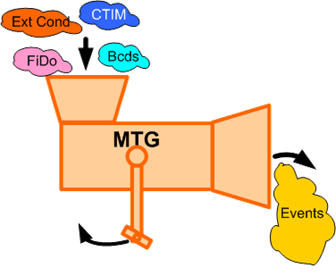 Ext Cond
CTIM
FiDo
Bcds
MTG
Events